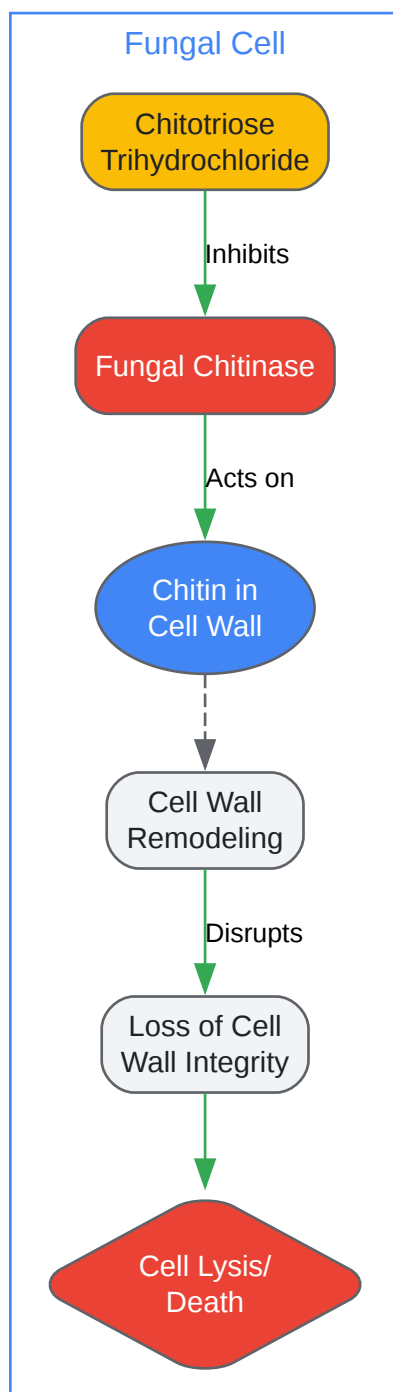 Fungal Cell
Chitotriose
Trihydrochloride
Inhibits
Fungal Chitinase
Acts on
Chitin in
Cell Wall
Cell Wall
Remodeling
Disrupts
Loss of Cell
Wall Integrity
Cell Lysis/
Death